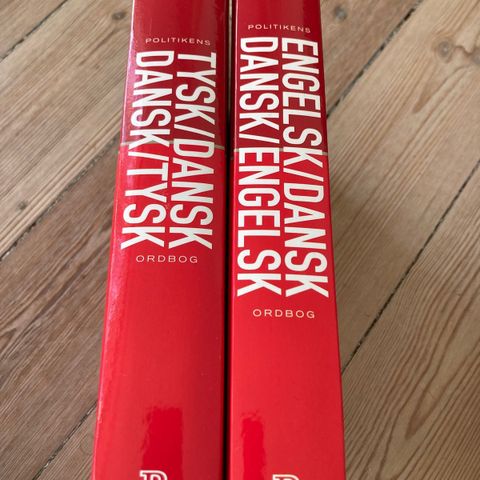 POLITIKENS
TYSK/DANSK
DANSK/TYSK
ORDBOG
POLITIKENS
ENGELSK/DANSK
DANSK/ENGELSK
ORDBOG